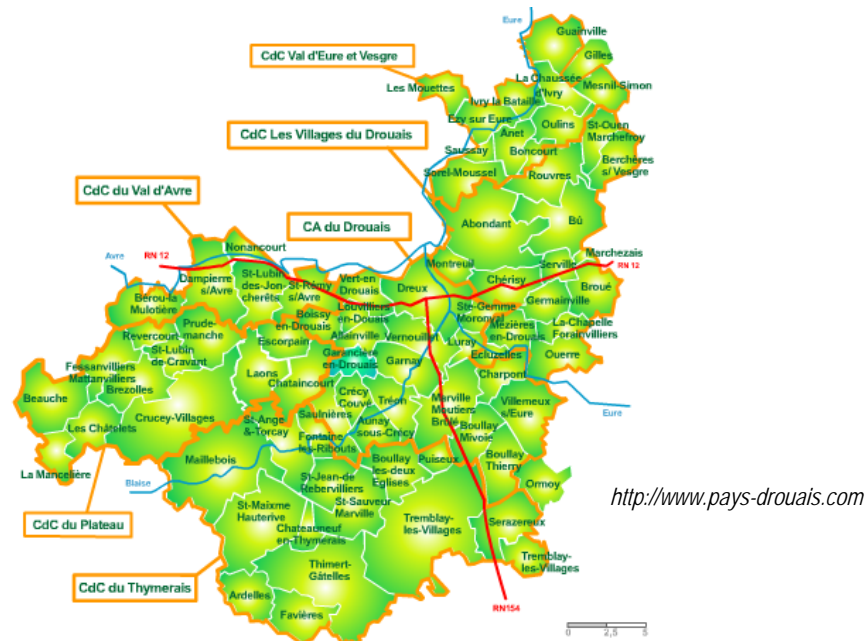 Eure
Guainville
Gilles
CdC Val d'Eure et Vesgre
La Chaussée
d'Ivry
Mesnil-Simon
Les Mouettes
Ivry la Bataille
Ezy sur Eure
Oulins
CdC Les Villages du Drouais
Anet
St-Ouen
Marchefroy
Saussay
Boncourt
Berchères
s/ Vesgre
Sorel-Moussel
Rouvres
CdC du Val d'Avre
Abondant
Bû
CA du Drouais
Nonancourt
Avre
RN 12
Marchezais
RN 12
Montreuil
Serville
Dampierre
s/Avre
St-Lubin
des-Jon-
cherêts
St-Rémy
s/Avre
Vert-en
Drouais
Dreux
Chérisy
Broué
Bérou-la
Mulotière
Louvilliers
en-Douais
Ste-Gemme
Moronval
Germainville
Boissy
en-Drouais
Prude-
manche
Revercourt
Allainville
Vernouillet
Mézières
en-Drouais
La-Chapelle
Forainvilliers
Escorpain
Luray
St-Lubin
de-Cravant
Garancière
en-Drouais
Garnay
Ecluzelles
Ouerre
Fessanvilliers
Mattanvilliers
Laons
Charpont
Brezolles
Chataincourt
Beauche
Crécy
Couvé
Tréon
Marville
Moutiers
Brûlé
Villemeux
s/Eure
Eure
Crucey-Villages
Saulnières
Les Châtelets
St-Ange
&-Torcay
Aunay
sous-Crécy
Boullay
Mivoie
Fontaine
les-Ribouts
Maillebois
Boullay
les-deux
Eglises
Puiseux
Boullay
Thierry
La Mancelière
Ormoy
Blaise
St-Jean-de
Rebervilliers
http://www.pays-drouais.com
St-Maixme
Hauterive
St-Sauveur
Marville
CdC du Plateau
Tremblay-
les-Villages
Serazereux
Chateauneuf
en-Thymerais
Tremblay-
les-Villages
Thimert-
Gâtelles
CdC du Thymerais
Ardelles
Favières
RN154
0 2,5 5